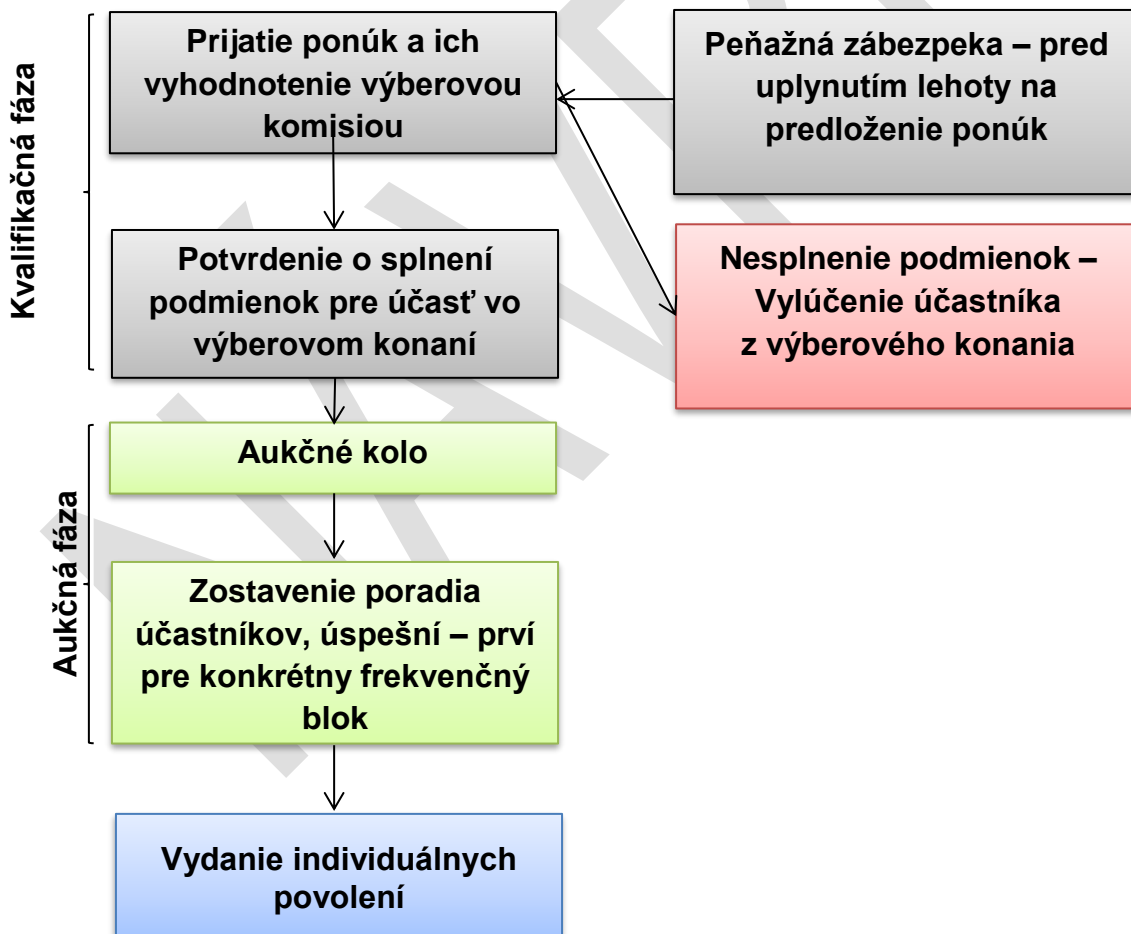 Kvalifikačná fáza
Prijatie ponúk a ich
vyhodnotenie výberovou
komisiou
Peňažná zábezpeka – pred
uplynutím lehoty na
predloženie ponúk
Potvrdenie o splnení
podmienok pre účasť vo
výberovom konaní
Nesplnenie podmienok –
Vylúčenie účastníka
z výberového konania
Aukčná fáza
Aukčné kolo
Zostavenie poradia
účastníkov, úspešní – prví
pre konkrétny frekvenčný
blok
Vydanie individuálnych
povolení